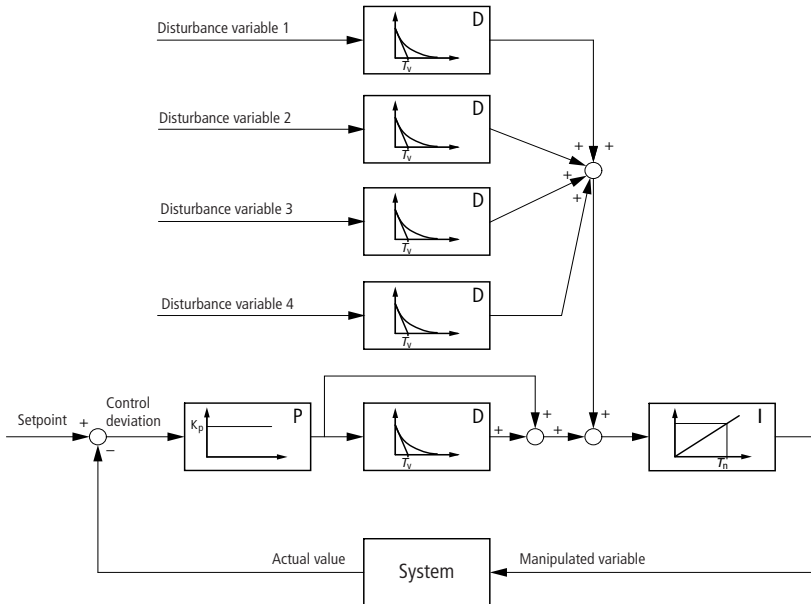 Disturbance variable 1
D
Tv
+ +
Disturbance variable 2
D
Tv
+
Disturbance variable 3
D
Tv
+
Disturbance variable 4
D
Tv
Setpoint
+
−
Control
deviation
P
Kp
D
Tv
+
+
+
+
I
Tn
Actual value
System
Manipulated variable